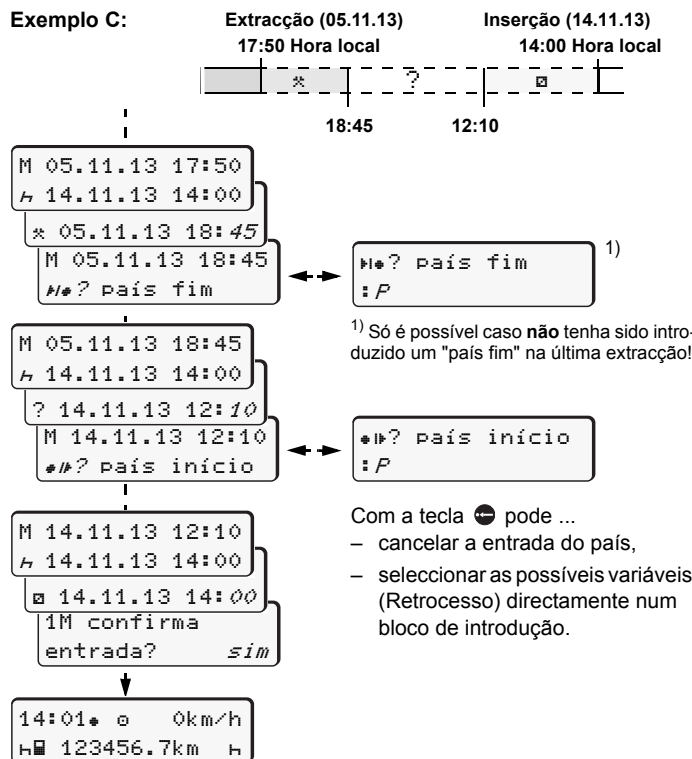 Exemplo C:
Extracção (05.11.13)
17:50 Hora local
Inserção (14.11.13)
14:00 Hora local
?
18:45
12:10
M 05.11.13 17:50
14.11.13 14:00
05.11.13 18:45
M 05.11.13 18:45
? país fim
? país fim
:P
1)
1) Só é possível caso não tenha sido intro-
duzido um "país fim" na última extracção!
M 05.11.13 18:45
14.11.13 14:00
? 14.11.13 12:10
M 14.11.13 12:10
? país início
? país início
:P
M 14.11.13 12:10
14.11.13 14:00
14.11.13 14:00
1M confirma
entrada? sim
Com a tecla pode ...
– cancelar a entrada do país,
– seleccionar as possíveis variáveis
(Retrocesso) directamente num
bloco de introdução.
14:01 0km/h
123456.7km